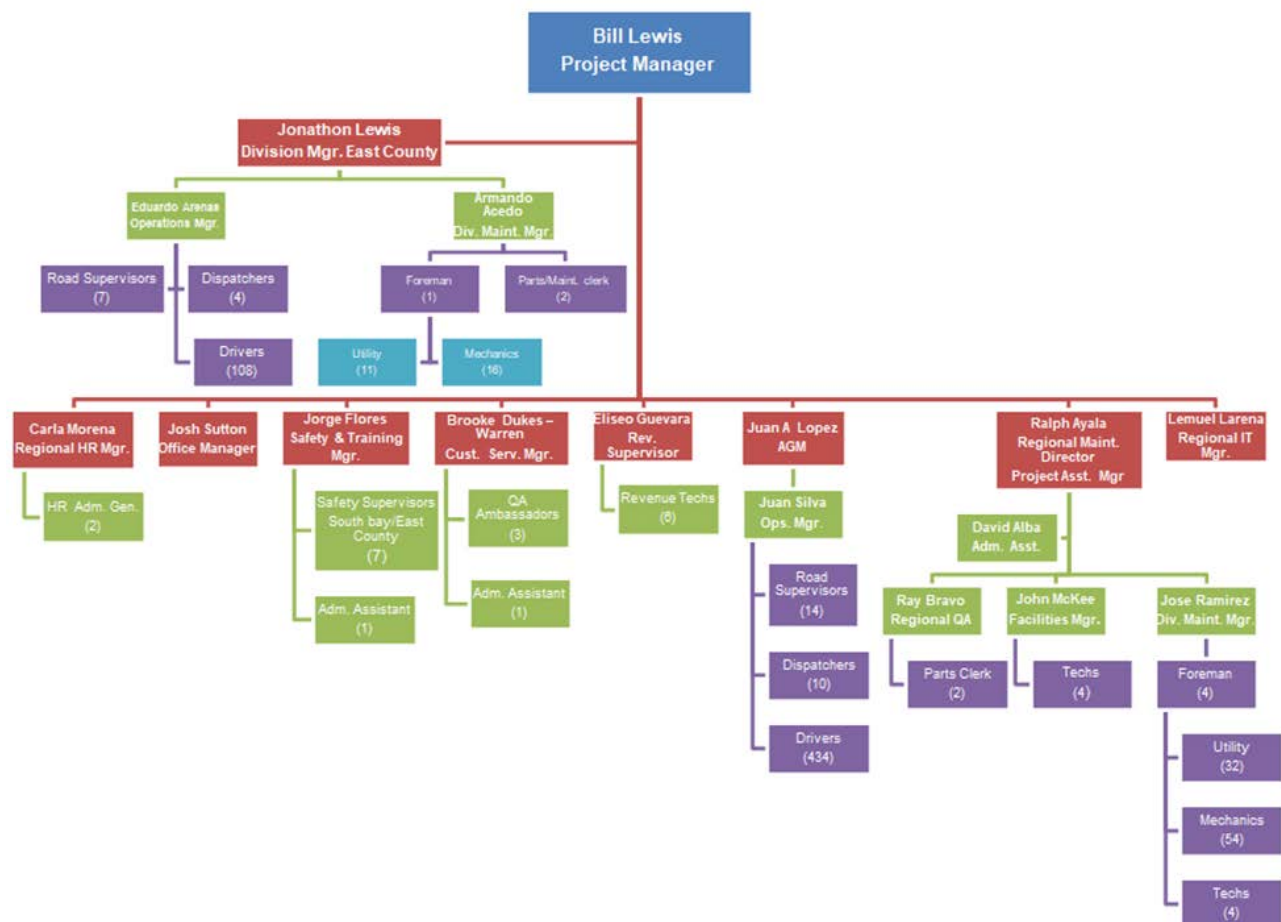 Bill Lewis
Project Manager
Jonathon Lewis
Division Mgr. East County
Eduardo Arenas
Operations Mgr.
Armando
Acedo
Div. Maint. Mgr.
Road Supervisors
(7)
Dispatchers
(4)
Foreman
(1)
Parts/Maint. clerk
(2)
Drivers
(108)
Utility
(11)
Mechanics
(16)
Carla Morena
Regional HR Mgr.
Josh Sutton
Office Manager
Jorge Flores
Safety & Training
Mgr.
Brooke Dukes –
Warren
Cust. Serv. Mgr.
Eliseo Guevara
Rev.
Supervisor
Juan A Lopez
AGM
Ralph Ayala
Regional Maint.
Director
Project Asst. Mgr
Lemuel Larena
Regional IT
Mgr.
HR Adm. Gen.
(2)
Safety Supervisors
South bay/East
County
(7)
Adm. Assistant
(1)
QA
Ambassadors
(3)
Adm. Assistant
(1)
Revenue Techs
(6)
Juan Silva
Ops. Mgr.
Road
Supervisors
(14)
Dispatchers
(10)
Drivers
(434)
David Alba
Adm. Asst.
Ray Bravo
Regional QA
John McKee
Facilities Mgr.
Jose Ramirez
Div. Maint. Mgr.
Parts Clerk
(2)
Techs
(4)
Foreman
(4)
Utility
(32)
Mechanics
(54)
Techs
(4)